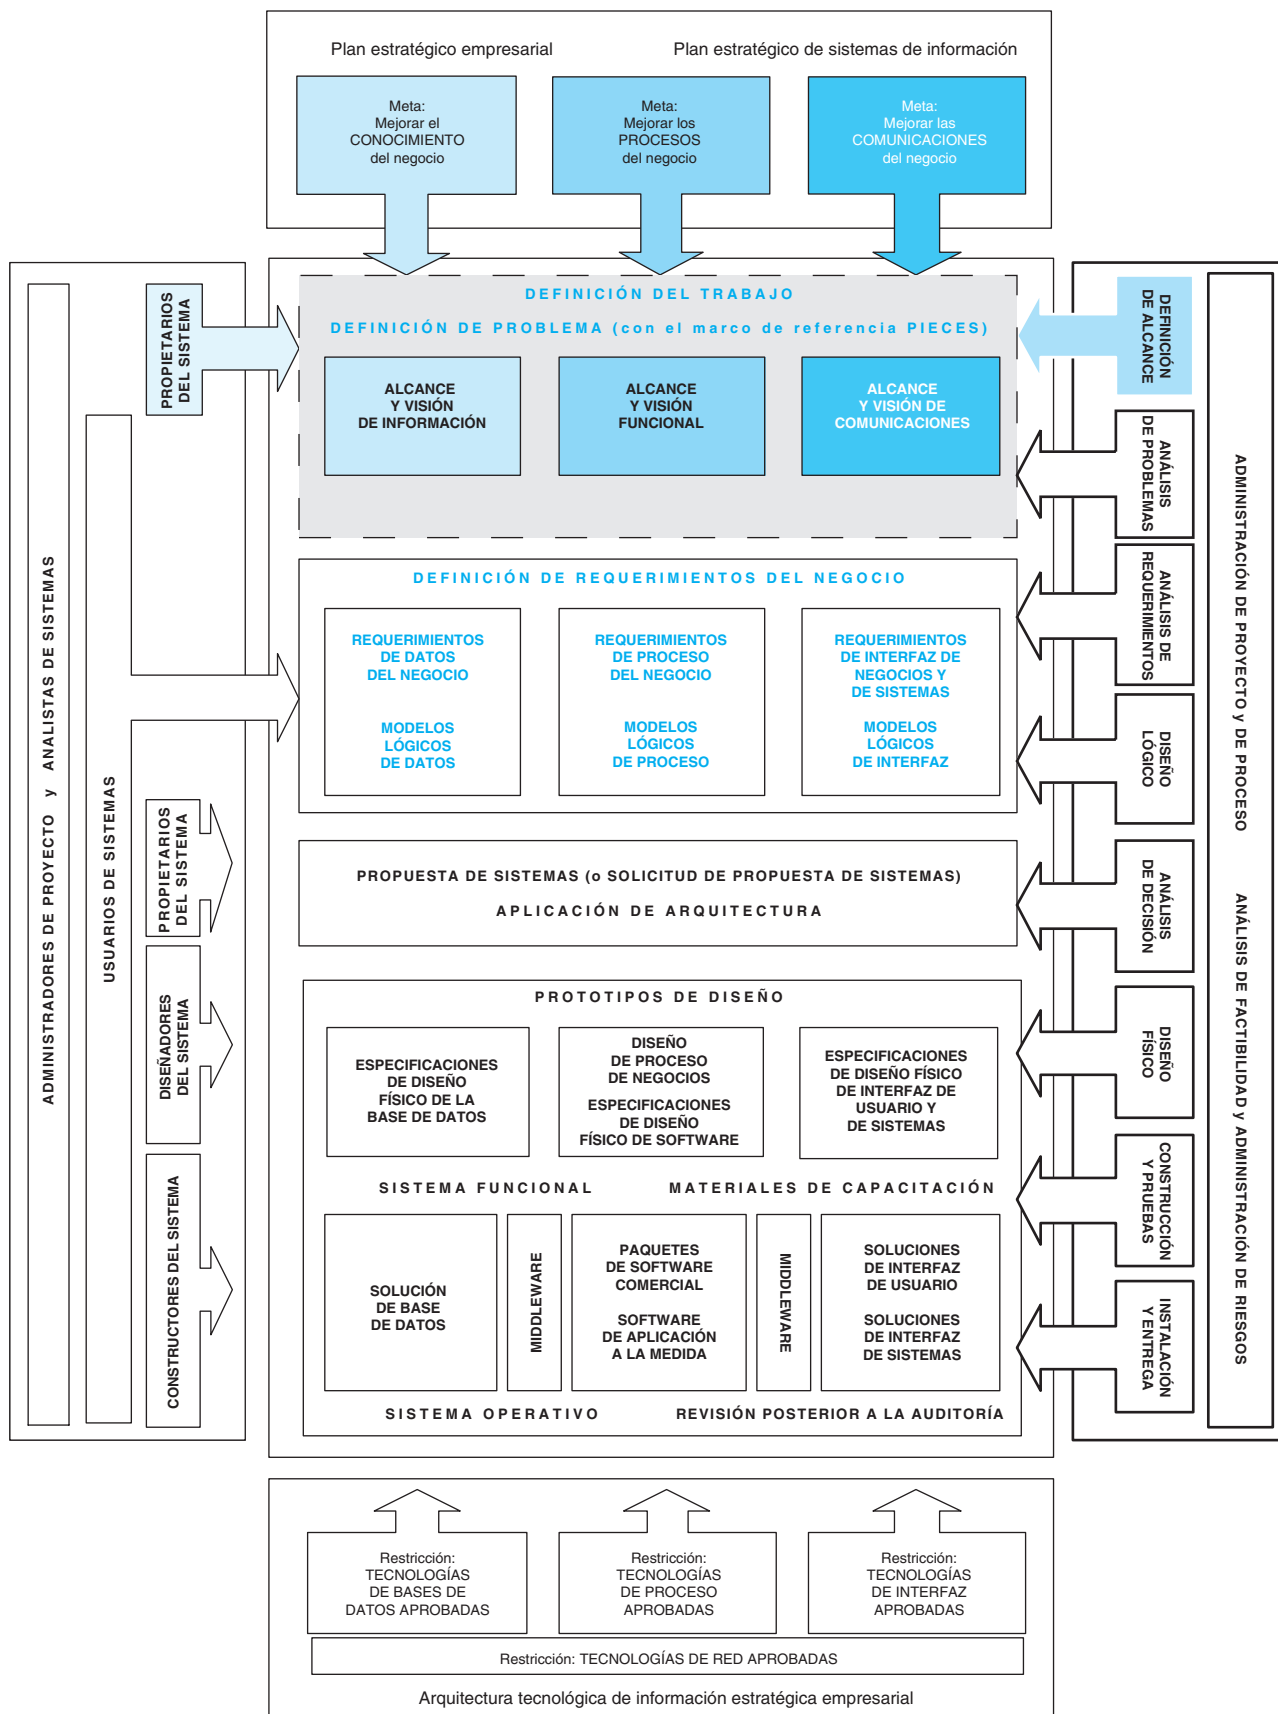 Plan estratégico empresarial
Plan estratégico de sistemas de información
Meta:
Mejorar el
CONOCIMIENTO
del negocio
Meta:
Mejorar los
PROCESOS
del negocio
Meta:
Mejorar las
COMUNICACIONES
del negocio
ADMINISTRADORES DE PROYECTO y ANALISTAS DE SISTEMAS
USUARIOS DE SISTEMAS
PROPIETARIOS
DEL SISTEMA
PROPIETARIOS
DEL SISTEMA
DISEÑADORES
DEL SISTEMA
CONSTRUCTORES DEL SISTEMA
DEFINICIÓN DEL TRABAJO
DEFINICIÓN DE PROBLEMA (con el marco de referencia PIECES)
ALCANCE
Y VISIÓN
DE INFORMACIÓN
ALCANCE
Y VISIÓN
FUNCIONAL
ALCANCE
Y VISIÓN DE
COMUNICACIONES
DEFINICIÓN DE REQUERIMIENTOS DEL NEGOCIO
REQUERIMIENTOS
DE DATOS
DEL NEGOCIO
MODELOS
LÓGICOS
DE DATOS
REQUERIMIENTOS
DE PROCESO
DEL NEGOCIO
MODELOS
LÓGICOS
DE PROCESO
REQUERIMIENTOS
DE INTERFAZ DE
NEGOCIOS Y
DE SISTEMAS
MODELOS
LÓGICOS
DE INTERFAZ
PROPUESTA DE SISTEMAS (o SOLICITUD DE PROPUESTA DE SISTEMAS)
APLICACIÓN DE ARQUITECTURA
PROTOTIPOS DE DISEÑO
ESPECIFICACIONES
DE DISEÑO
FÍSICO DE LA
BASE DE DATOS
DISEÑO
DE PROCESO
DE NEGOCIOS
ESPECIFICACIONES
DE DISEÑO
FÍSICO DE SOFTWARE
ESPECIFICACIONES
DE DISEÑO FÍSICO
DE INTERFAZ DE
USUARIO Y
DE SISTEMAS
SISTEMA FUNCIONAL
MATERIALES DE CAPACITACIÓN
SOLUCIÓN
DE BASE
DE DATOS
MIDDLEWARE
PAQUETES
DE SOFTWARE
COMERCIAL
SOFTWARE
DE APLICACIÓN
A LA MEDIDA
MIDDLEWARE
SOLUCIONES
DE INTERFAZ
DE USUARIO
SOLUCIONES
DE INTERFAZ
DE SISTEMAS
SISTEMA OPERATIVO
REVISIÓN POSTERIOR A LA AUDITORÍA
DEFINICIÓN
DE ALCANCE
ANÁLISIS
DE PROBLEMAS
ANÁLISIS DE
REQUERIMIENTOS
DISEÑO
LÓGICO
ANÁLISIS
DE DECISIÓN
DISEÑO
FÍSICO
CONSTRUCCIÓN
Y PRUEBAS
INSTALACIÓN
Y ENTREGA
ADMINISTRACIÓN DE PROYECTO y DE PROCESO
ANÁLISIS DE FACTIBILIDAD y ADMINISTRACIÓN DE RIESGOS
Restricción:
TECNOLOGÍAS
DE BASES DE
DATOS APROBADAS
Restricción:
TECNOLOGÍAS
DE PROCESO
APROBADAS
Restricción:
TECNOLOGÍAS
DE INTERFAZ
APROBADAS
Restricción: TECNOLOGÍAS DE RED APROBADAS
Arquitectura tecnológica de información estratégica empresarial